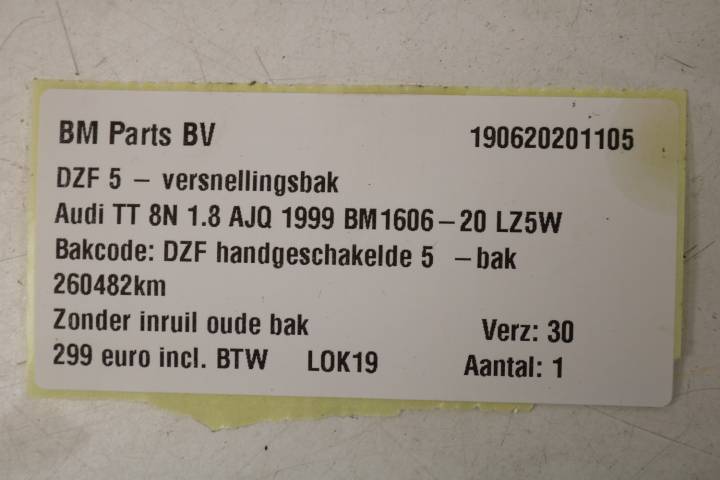 BM Parts BV 190620201105
DZF 5 – versnellingsbak
Audi TT 8N 1.8 AJQ 1999 BM1606–20 LZ5W
Bakcode: DZF handgeschakelde 5 –bak
260482km
Zonder inruil oude bak Verz: 30
299 euro incl. BTW LOK19 Aantal: 1